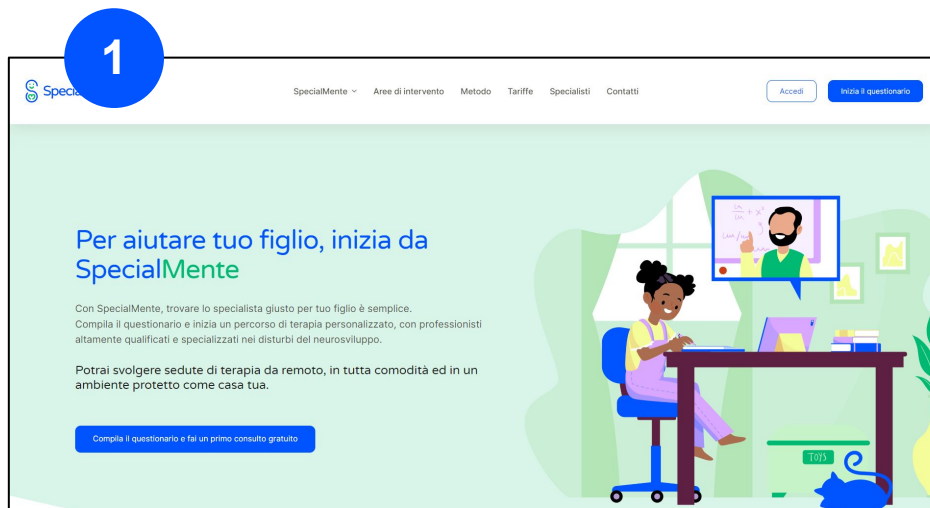 1
SpecialMente
Aree di intervento
Metodo
Tariffe
Specialisti
Contatti
Accedi
Inizia il questionario
Per aiutare tuo figlio, inizia da
SpecialMente
Con SpecialMente, trovare lo specialista giusto per tuo figlio è semplice.
Compila il questionario e inizia un percorso di terapia personalizzato, con professionisti
altamente qualificati e specializzati nei disturbi del neurosviluppo.
Potrai svolgere sedute di terapia da remoto, in tutta comodità ed in un
ambiente protetto come casa tua.
Compila il questionario e fai un primo consulto gratuito
TOYS